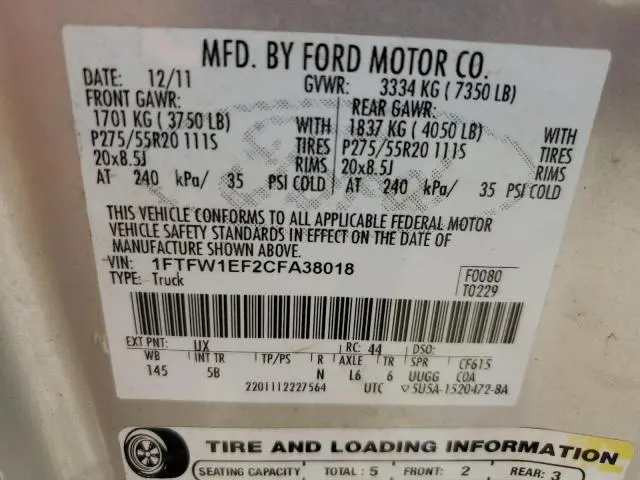 MFD. BY FORD MOTOR CO.
DATE: 12/11 GVWR: 3334 KG ( 7350 LB)
FRONT GAWR: REAR GAWR:
1701 KG ( 3750 LB) WITH 1837 KG ( 4050 LB) WITH
P275/55R20 111S TIRES P275/55R20 111S TIRES
20x8.5J RIMS 20x8.5J RIMS
AT 240 kPa/ 35 PSI COLD AT 240 kPa/ 35 PSI COLD
THIS VEHICLE CONFORMS TO ALL APPLICABLE FEDERAL MOTOR
VEHICLE SAFETY STANDARDS IN EFFECT ON THE DATE OF
MANUFACTURE SHOWN ABOVE.
VIN: 1FTFW1EF2CFA38018 F0080
TYPE: Truck T0229
EXT PNT: UX RC: 44 DSO:
WB INT TR TP/PS R AXLE TR SPR CF615
145 5B N L6 6 UUGG COA
2201112227564 UTC ▽5U5A-1520472-BA
TIRE AND LOADING INFORMATION
SEATING CAPACITY TOTAL : 5 FRONT: 2 REAR: 3